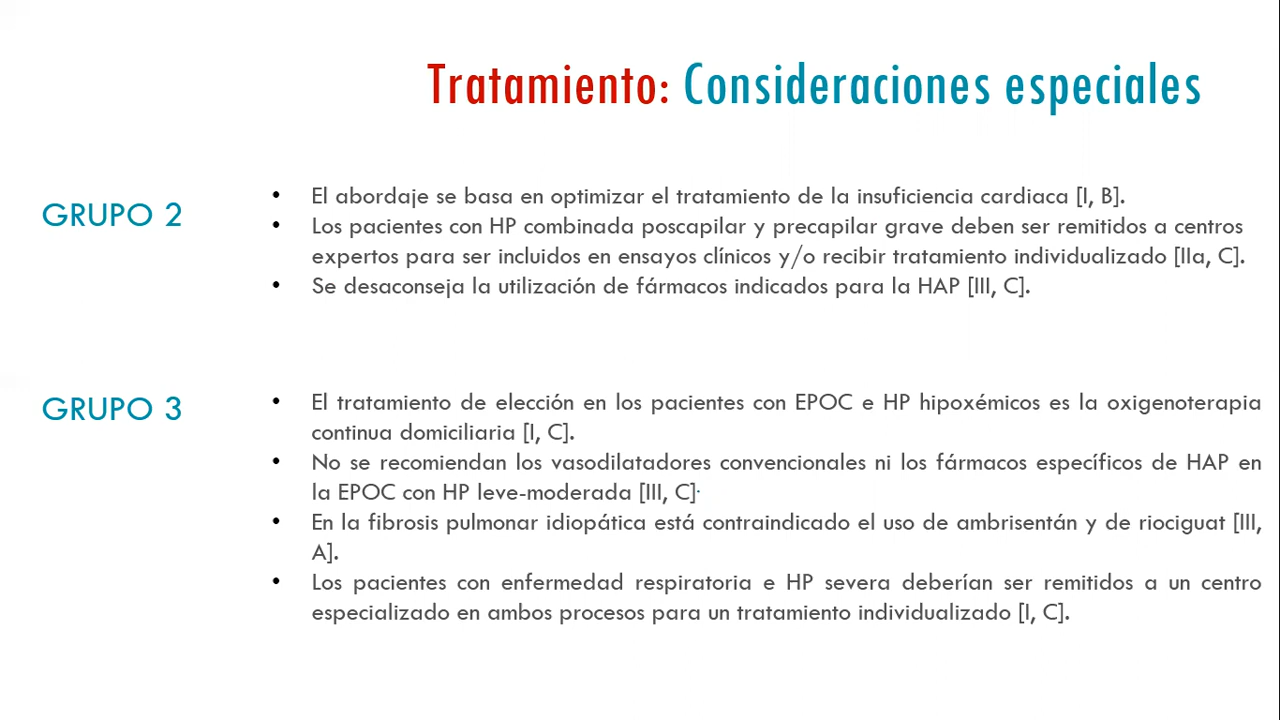 Tratamiento: Consideraciones especiales
GRUPO 2
• El abordaje se basa en optimizar el tratamiento de la insuficiencia cardiaca [I, B].
• Los pacientes con HP combinada poscapilar y precapilar grave deben ser remitidos a centros
expertos para ser incluidos en ensayos clínicos y/o recibir tratamiento individualizado [IIa, C].
• Se desaconseja la utilización de fármacos indicados para la HAP [III, C].
GRUPO 3
• El tratamiento de elección en los pacientes con EPOC e HP hipoxémicos es la oxigenoterapia
continua domiciliaria [I, C].
• No se recomiendan los vasodilatadores convencionales ni los fármacos específicos de HAP en
la EPOC con HP leve-moderada [III, C].
• En la fibrosis pulmonar idiopática está contraindicado el uso de ambrisentán y de riociguat [III,
A].
• Los pacientes con enfermedad respiratoria e HP severa deberían ser remitidos a un centro
especializado en ambos procesos para un tratamiento individualizado [I, C].